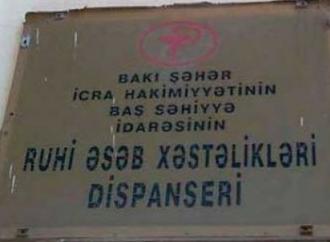 BAKI ŞƏHƏR
İCRA HAKİMİYYƏTİNİN
BAŞ SƏHİYYƏ
İDARƏSİNİN
RUHİ ƏSƏB XƏSTƏLİKLƏRİ
DİSPANSERİ